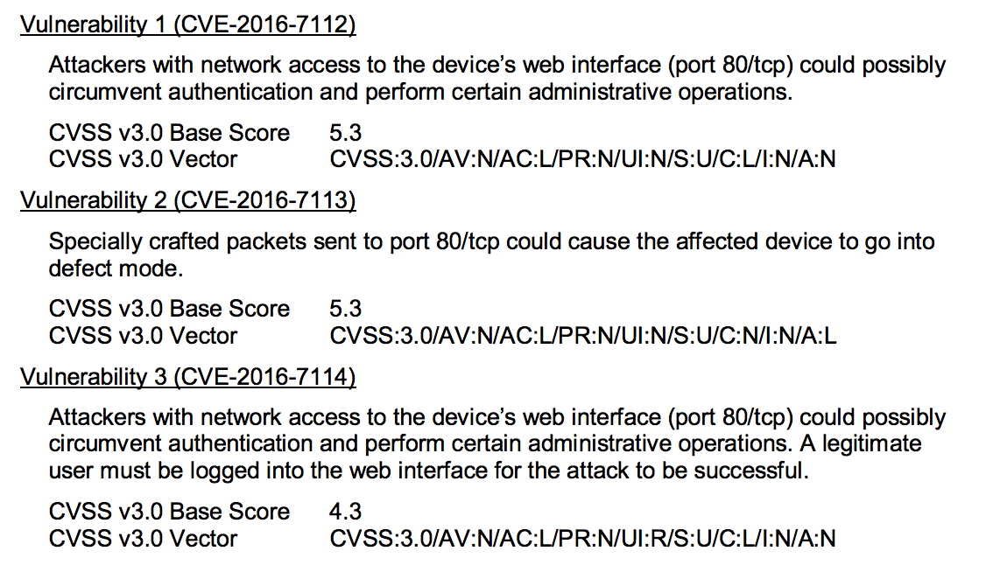 Vulnerability 1 (CVE-2016-7112)
Attackers with network access to the device’s web interface (port 80/tcp) could possibly
circumvent authentication and perform certain administrative operations.
CVSS v3.0 Base Score 5.3
CVSS v3.0 Vector CVSS:3.0/AV:N/AC:L/PR:N/UI:N/S:U/C:L/I:N/A:N
Vulnerability 2 (CVE-2016-7113)
Specially crafted packets sent to port 80/tcp could cause the affected device to go into
defect mode.
CVSS v3.0 Base Score 5.3
CVSS v3.0 Vector CVSS:3.0/AV:N/AC:L/PR:N/UI:N/S:U/C:N/I:N/A:L
Vulnerability 3 (CVE-2016-7114)
Attackers with network access to the device’s web interface (port 80/tcp) could possibly
circumvent authentication and perform certain administrative operations. A legitimate
user must be logged into the web interface for the attack to be successful.
CVSS v3.0 Base Score 4.3
CVSS v3.0 Vector CVSS:3.0/AV:N/AC:L/PR:N/UI:R/S:U/C:L/I:N/A:N